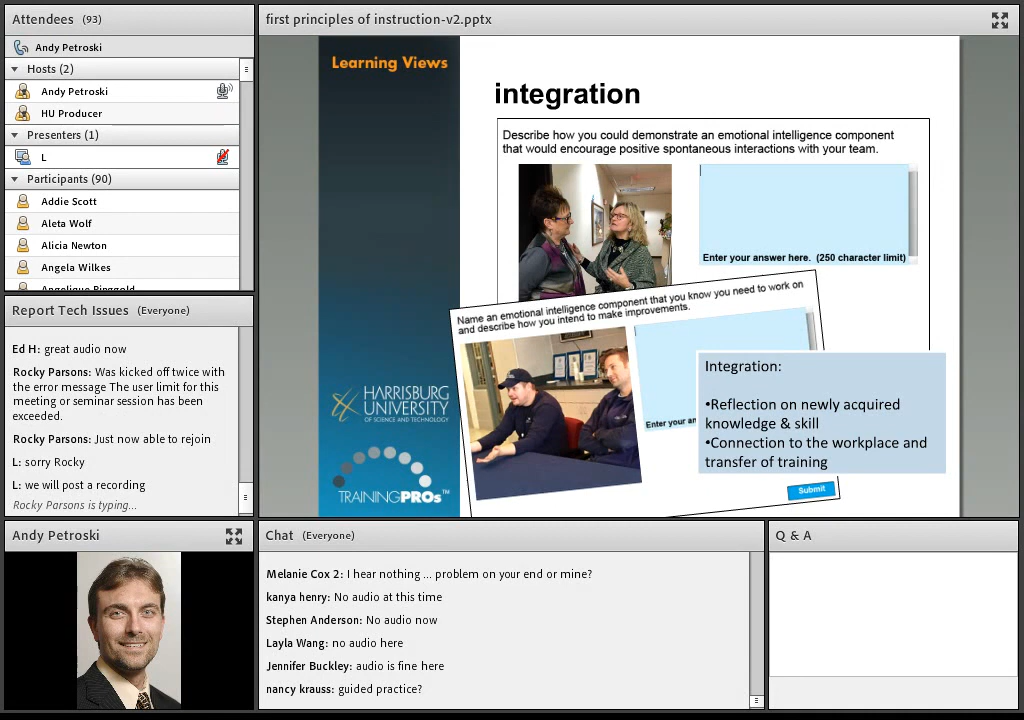 Attendees (93)
Andy Petroski
Hosts (2)
Andy Petroski
HU Producer
Presenters (1)
L
Participants (90)
Addie Scott
Aleta Wolf
Alicia Newton
Angela Wilkes
Angelique Ringgold
Report Tech Issues (Everyone)
Ed H: great audio now
Rocky Parsons: Was kicked off twice with
the error message The user limit for this
meeting or seminar session has been
exceeded.
Rocky Parsons: Just now able to rejoin
L: sorry Rocky
L: we will post a recording
Rocky Parsons is typing...
Andy Petroski
first principles of instruction-v2.pptx
Learning Views
HARRISBURG
UNIVERSITY
OF SCIENCE AND TECHNOLOGY
TRAININGPROs™
integration
Describe how you could demonstrate an emotional intelligence component
that would encourage positive spontaneous interactions with your team.
Enter your answer here. (250 character limit)
Name an emotional intelligence component that you know you need to work on
and describe how you intend to make improvements.
Enter your an
Integration:
•Reflection on newly acquired
knowledge & skill
•Connection to the workplace and
transfer of training
Submit
Chat (Everyone)
Melanie Cox 2: I hear nothing ... problem on your end or mine?
kanya henry: No audio at this time
Stephen Anderson: No audio now
Layla Wang: no audio here
Jennifer Buckley: audio is fine here
nancy krauss: guided practice?
Q & A